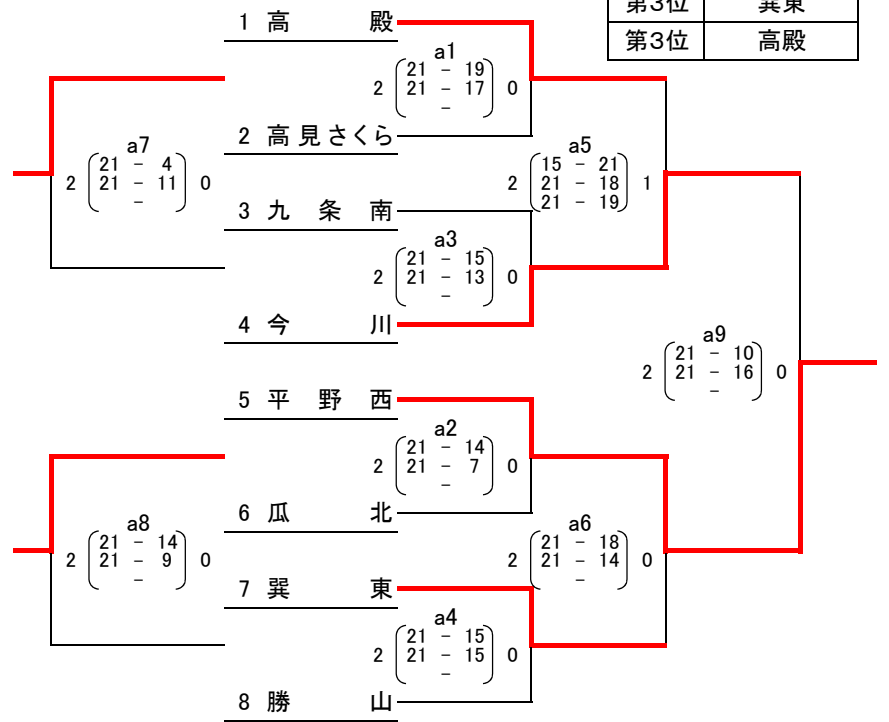 第3位 巽東
第3位 高殿
1 高殿
a1
2 21 - 19 0
21 - 17
-
2 高見さくら
a7
2 21 - 4 0
21 - 11
-
a5
2 15 - 21 1
21 - 18
21 - 19
3 九条南
a3
2 21 - 15 0
21 - 13
-
4 今川
a9
2 21 - 10 0
21 - 16
-
5 平野西
a2
2 21 - 14 0
21 - 7
-
6 瓜北
a8
2 21 - 14 0
21 - 9
-
a6
2 21 - 18 0
21 - 14
-
7 巽東
a4
2 21 - 15 0
21 - 15
-
8 勝山